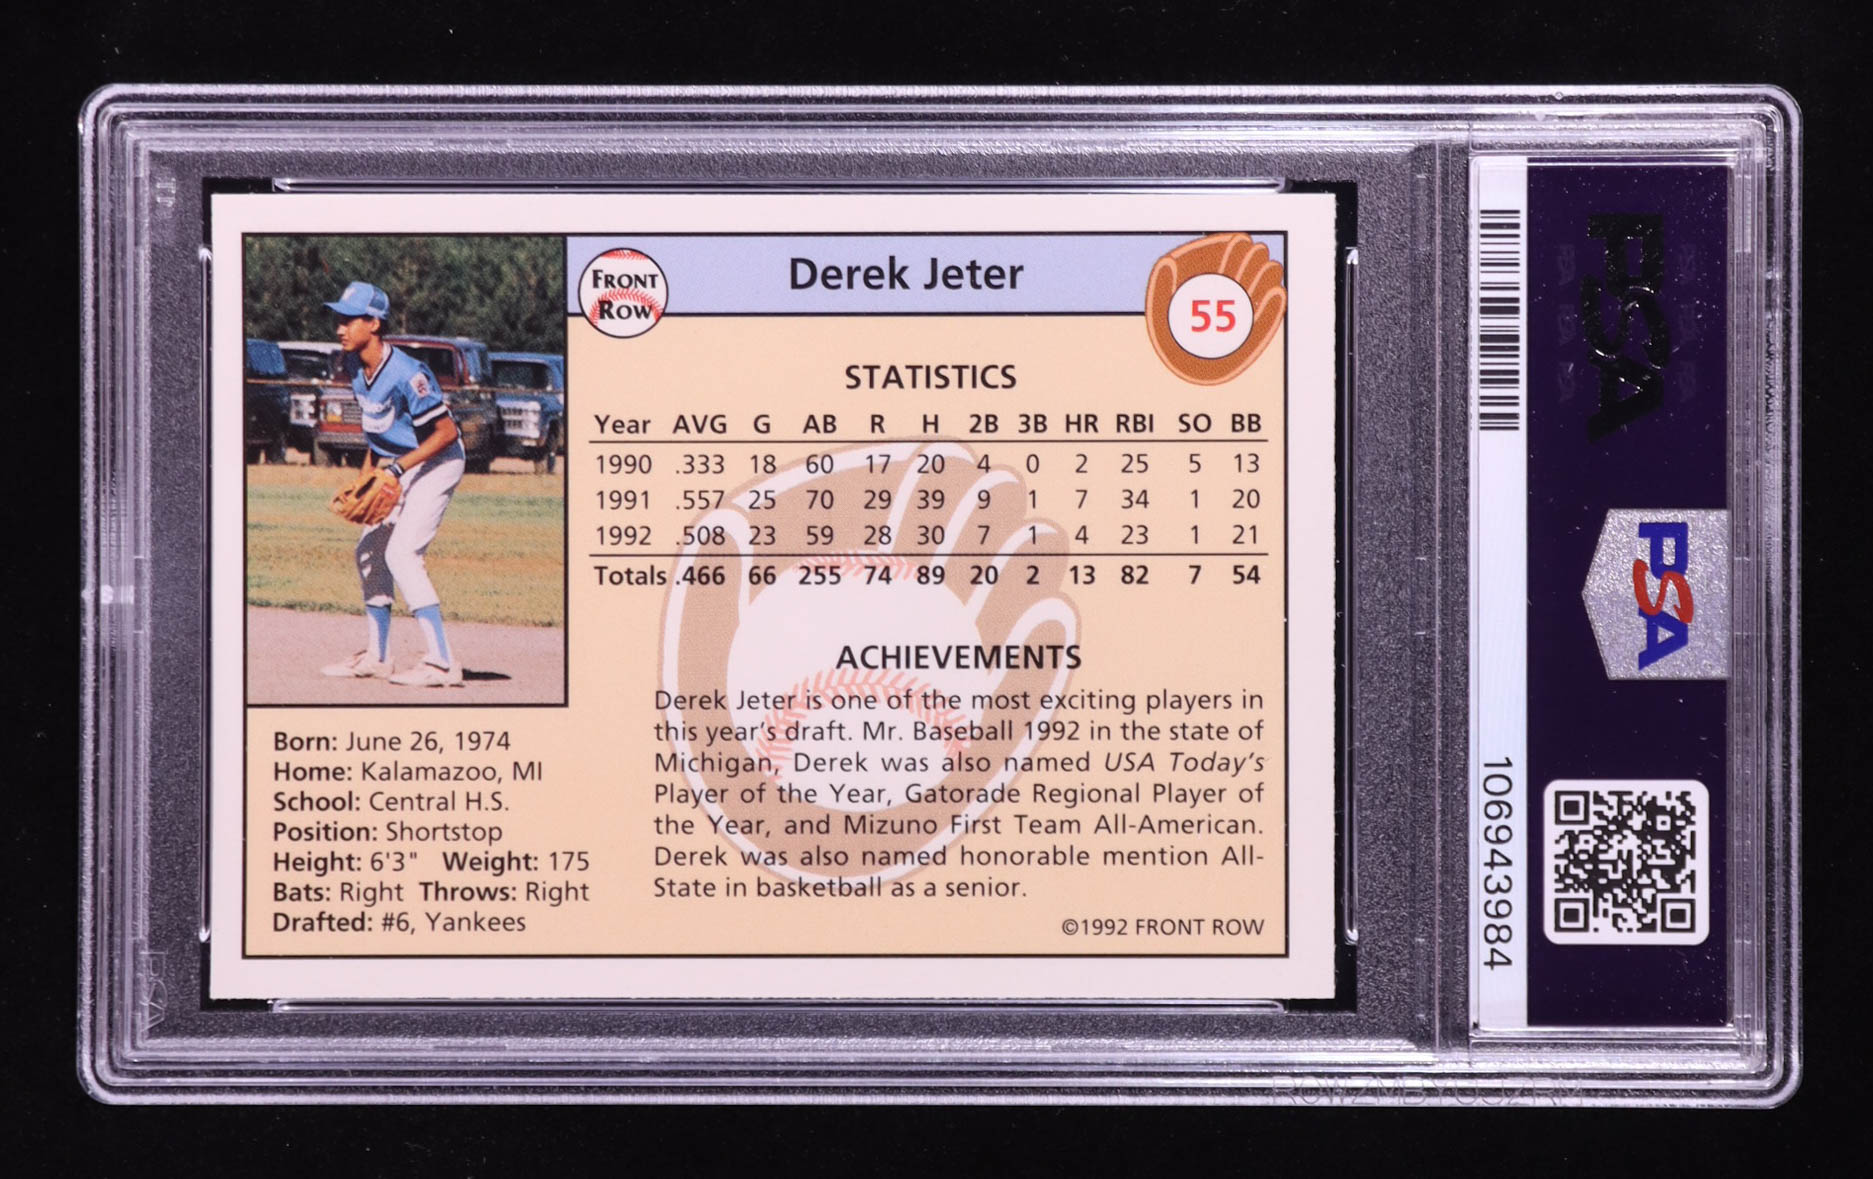 FRONT
ROW
Derek Jeter
55
STATISTICS
Year AVG G AB R H 2B 3B HR RBI SO BB
1990 .333 18 60 17 20 4 0 2 25 5 13
1991 .557 25 70 29 39 9 1 7 34 1 20
1992 .508 23 59 28 30 7 1 4 23 1 21
Totals .466 66 255 74 89 20 2 13 82 7 54
ACHIEVEMENTS
Derek Jeter is one of the most exciting players in
this year's draft. Mr. Baseball 1992 in the state of
Michigan, Derek was also named USA Today's
Player of the Year, Gatorade Regional Player of
the Year, and Mizuno First Team All-American.
Derek was also named honorable mention All-
State in basketball as a senior.
©1992 FRONT ROW
Born: June 26, 1974
Home: Kalamazoo, MI
School: Central H.S.
Position: Shortstop
Height: 6'3" Weight: 175
Bats: Right Throws: Right
Drafted: #6, Yankees
106943984
PSA
PSA